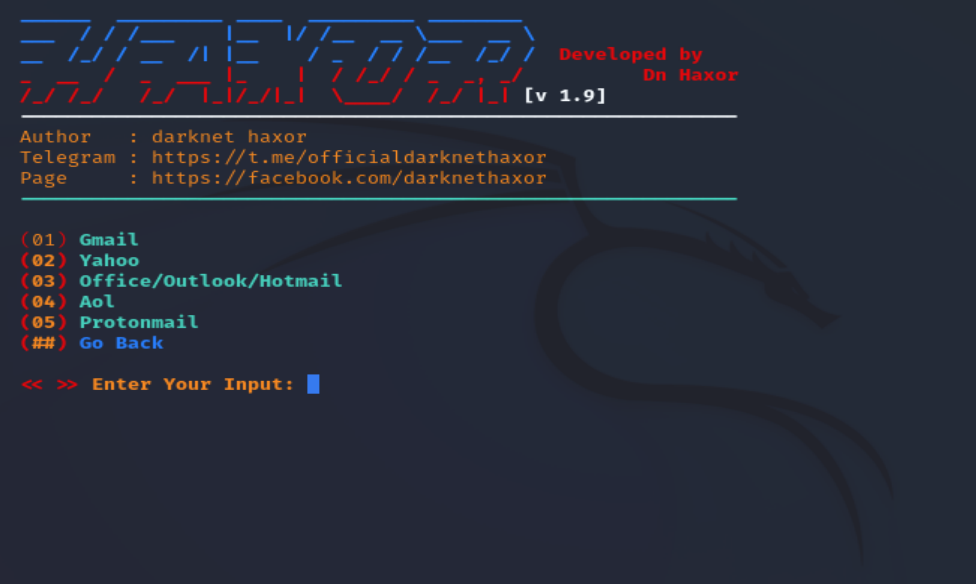 HAXOR
Developed by
Dn Haxor
[v 1.9]
Author : darknet haxor
Telegram : https://t.me/officialdarknethaxor
Page : https://facebook.com/darknethaxor
(01) Gmail
(02) Yahoo
(03) Office/Outlook/Hotmail
(04) Aol
(05) Protonmail
(##) Go Back
<< >> Enter Your Input: